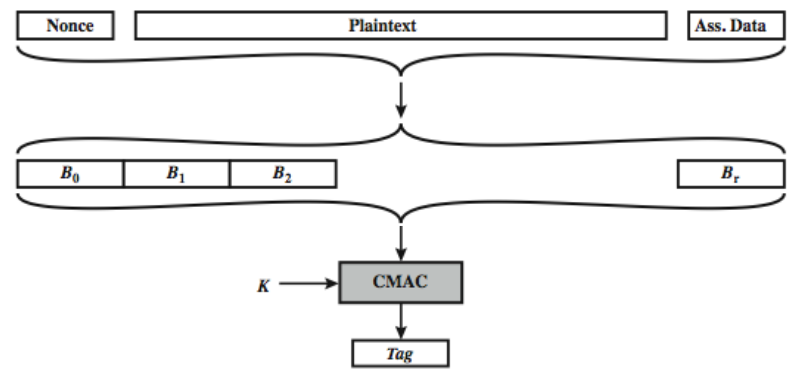 Nonce Plaintext Ass. Data
B₀ B₁ B₂ Bᵣ
K CMAC
Tag